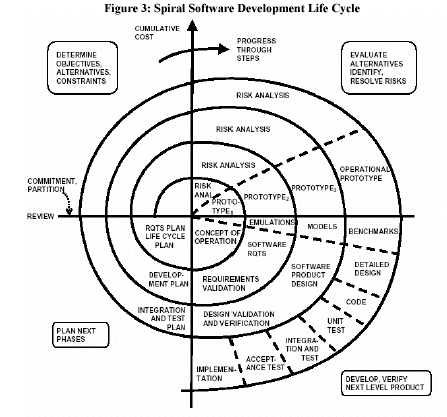 Figure 3: Spiral Software Development Life Cycle
CUMULATIVE
COST
PROGRESS
THROUGH
STEPS
DETERMINE
OBJECTIVES,
ALTERNATIVES,
CONSTRAINTS
EVALUATE
ALTERNATIVES
IDENTIFY,
RESOLVE RISKS
RISK ANALYSIS
RISK ANALYSIS
RISK ANALYSIS
RISK
ANAL
PROTO-
TYPE1
PROTOTYPE2
PROTOTYPE3
OPERATIONAL
PROTOTYPE
COMMITMENT,
PARTITION
REVIEW
RQTS PLAN
LIFE CYCLE
PLAN
CONCEPT OF
OPERATION
EMULATIONS
MODELS
BENCHMARKS
SOFTWARE
RQTS
DEVELOP-
MENT PLAN
REQUIREMENTS
VALIDATION
SOFTWARE
PRODUCT
DESIGN
DETAILED
DESIGN
CODE
UNIT
TEST
INTEGRATION
AND TEST
PLAN
DESIGN VALIDATION
AND VERIFICATION
INTEGRA-
TION AND
TEST
ACCEPT-
ANCE TEST
IMPLEMEN-
TATION
PLAN NEXT
PHASES
DEVELOP, VERIFY
NEXT LEVEL PRODUCT